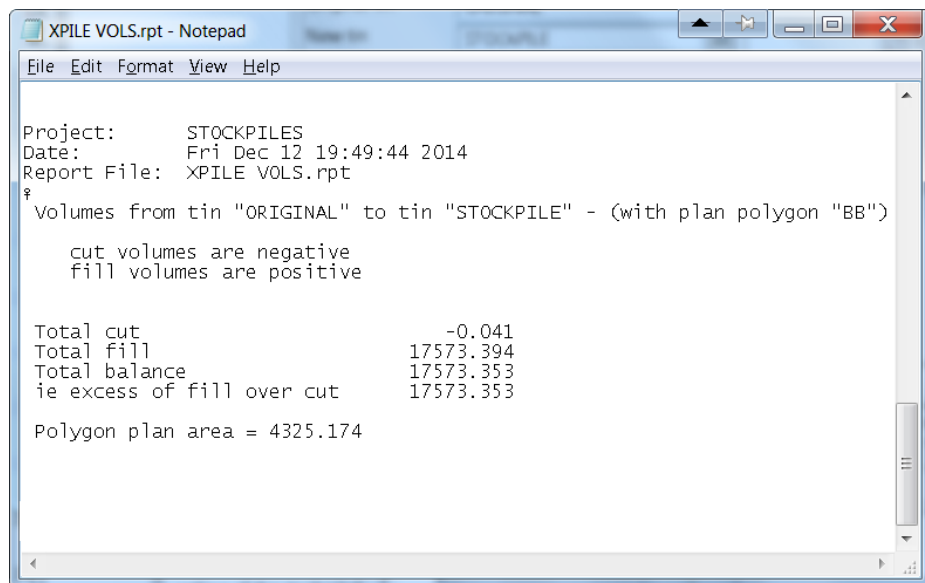 XPILE VOLS.rpt - Notepad
File Edit Format View Help
Project: STOCKPILES
Date: Fri Dec 12 19:49:44 2014
Report File: XPILE VOLS.rpt
Volumes from tin "ORIGINAL" to tin "STOCKPILE" - (with plan polygon "BB")
cut volumes are negative
fill volumes are positive
Total cut -0.041
Total fill 17573.394
Total balance 17573.353
ie excess of fill over cut 17573.353
Polygon plan area = 4325.174